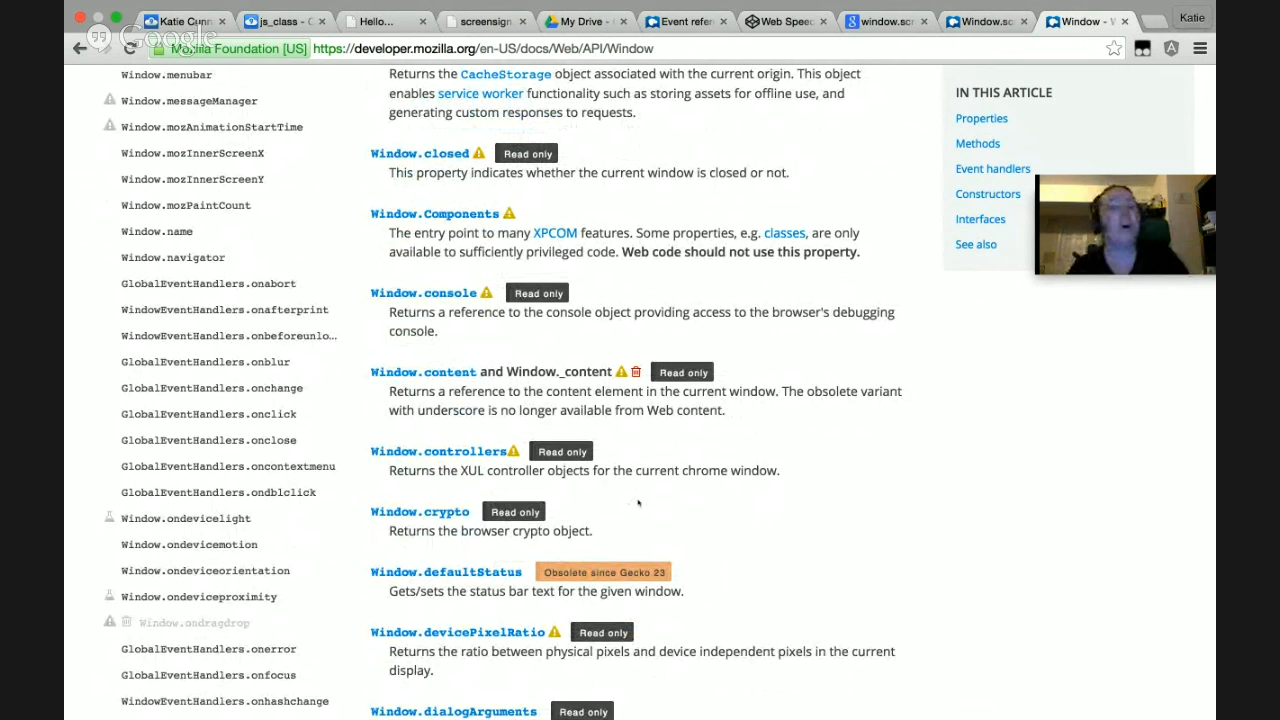 Katie Cunn
js_class - C
Hello...
screensign
My Drive -
Event refer
Web Speec
window.scr
Window.sc
Window - W
Katie
Google
Mozilla Foundation [US]
https://developer.mozilla.org/en-US/docs/Web/API/Window
Window.menubar
Window.messageManager
Window.mozAnimationStartTime
Window.mozInnerScreenX
Window.mozInnerScreenY
Window.mozPaintCount
Window.name
Window.navigator
GlobalEventHandlers.onabort
WindowEventHandlers.onafterprint
WindowEventHandlers.onbeforeunlo…
GlobalEventHandlers.onblur
GlobalEventHandlers.onchange
GlobalEventHandlers.onclick
GlobalEventHandlers.onclose
GlobalEventHandlers.oncontextmenu
GlobalEventHandlers.ondblclick
Window.ondevicelight
Window.ondevicemotion
Window.ondeviceorientation
Window.ondeviceproximity
Window.ondragdrop
GlobalEventHandlers.onerror
GlobalEventHandlers.onfocus
WindowEventHandlers.onhashchange
Returns the CacheStorage object associated with the current origin. This object
enables service worker functionality such as storing assets for offline use, and
generating custom responses to requests.
Window.closed Read only
This property indicates whether the current window is closed or not.
Window.Components
The entry point to many XPCOM features. Some properties, e.g. classes, are only
available to sufficiently privileged code. Web code should not use this property.
Window.console Read only
Returns a reference to the console object providing access to the browser's debugging
console.
Window.content and Window._content Read only
Returns a reference to the content element in the current window. The obsolete variant
with underscore is no longer available from Web content.
Window.controllers Read only
Returns the XUL controller objects for the current chrome window.
Window.crypto Read only
Returns the browser crypto object.
Window.defaultStatus Obsolete since Gecko 23
Gets/sets the status bar text for the given window.
Window.devicePixelRatio Read only
Returns the ratio between physical pixels and device independent pixels in the current
display.
Window.dialogArguments Read only
IN THIS ARTICLE
Properties
Methods
Event handlers
Constructors
Interfaces
See also